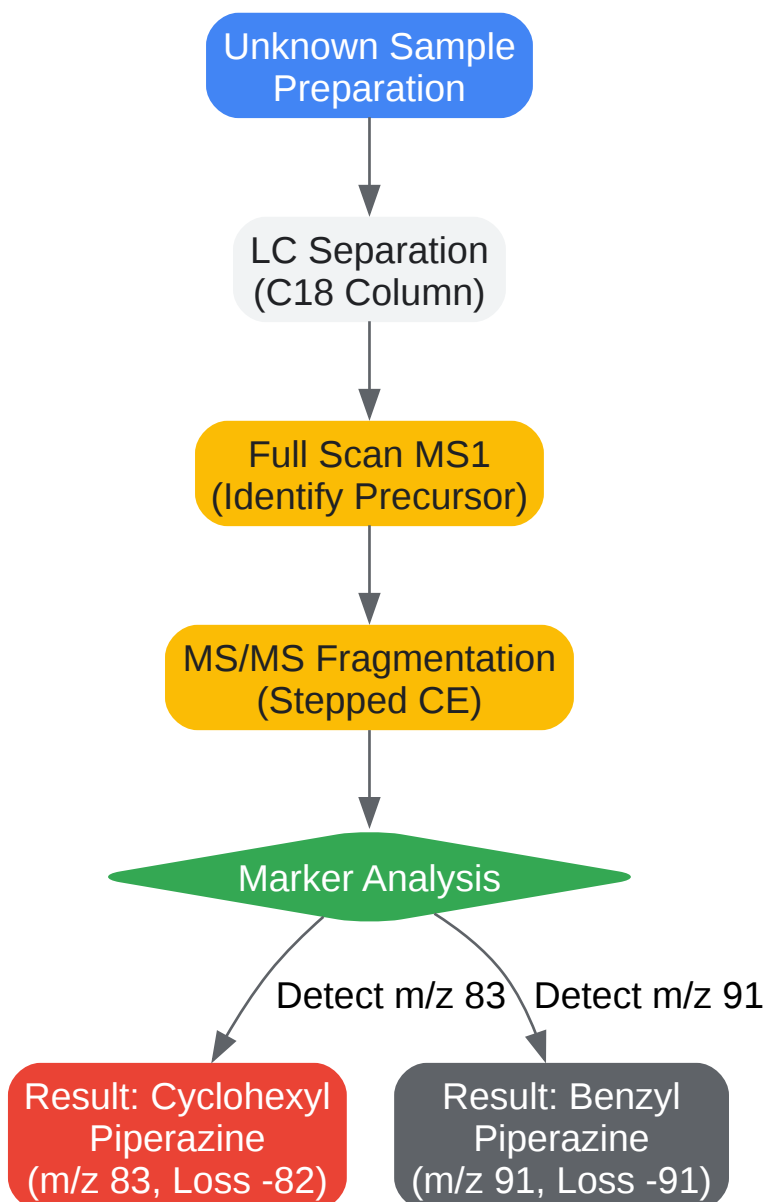 Unknown Sample
Preparation
LC Separation
(C18 Column)
Full Scan MS1
(Identify Precursor)
MS/MS Fragmentation
(Stepped CE)
Marker Analysis
Detect m/z 83
Detect m/z 91
Result: Cyclohexyl
Piperazine
(m/z 83, Loss -82)
Result: Benzyl
Piperazine
(m/z 91, Loss -91)